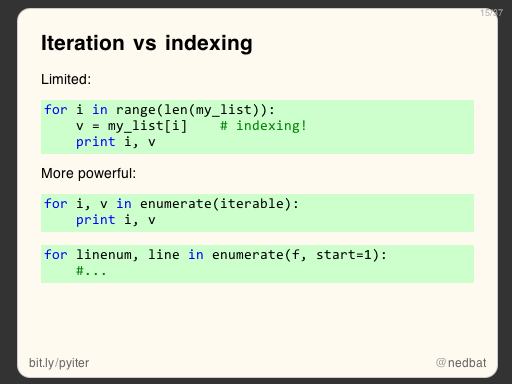 15/37
Iteration vs indexing
Limited:
for i in range(len(my_list)):
    v = my_list[i]    # indexing!
    print i, v
More powerful:
for i, v in enumerate(iterable):
    print i, v
for linenum, line in enumerate(f, start=1):
    #...
bit.ly/pyiter
@nedbat